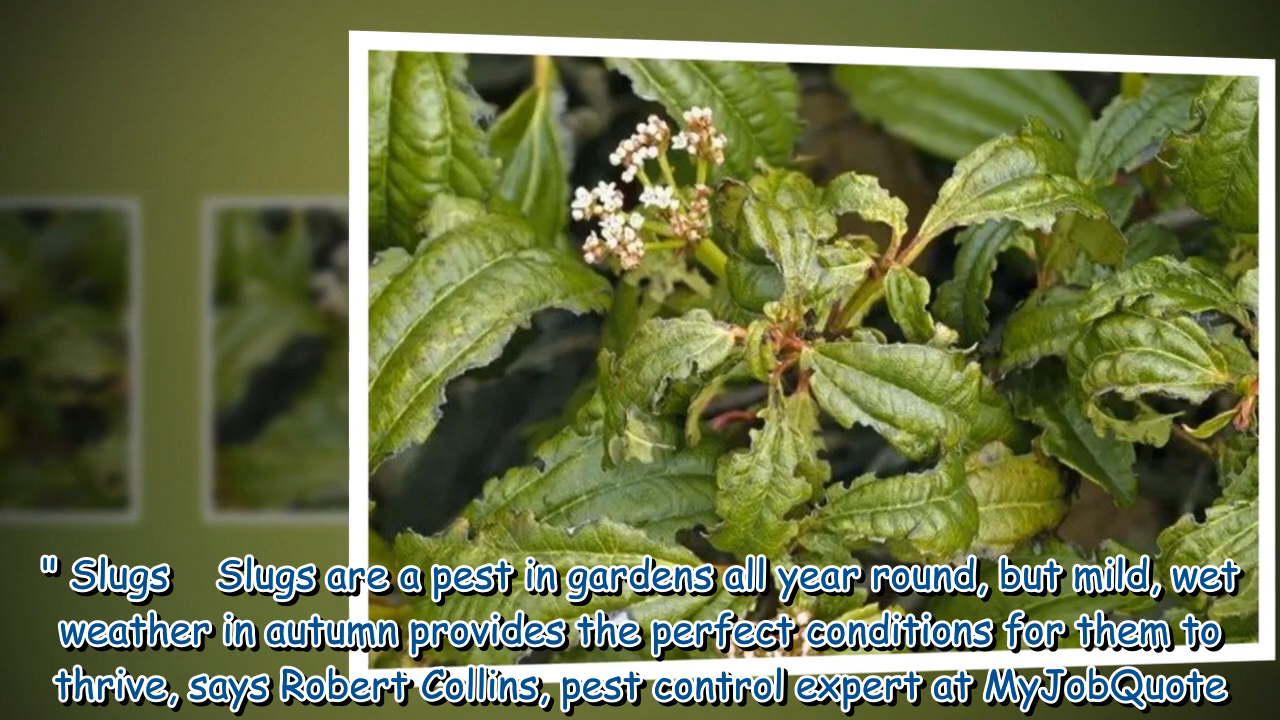 " Slugs Slugs are a pest in gardens all year round, but mild, wet
weather in autumn provides the perfect conditions for them to
thrive, says Robert Collins, pest control expert at MyJobQuote